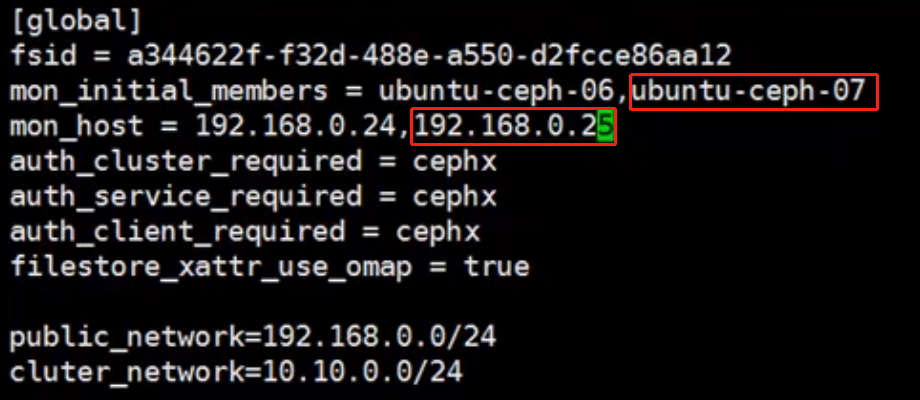 [global]
fsid = a344622f-f32d-488e-a550-d2fcce86aa12
mon_initial_members = ubuntu-ceph-06,ubuntu-ceph-07
mon_host = 192.168.0.24,192.168.0.25
auth_cluster_required = cephx
auth_service_required = cephx
auth_client_required = cephx
filestore_xattr_use_omap = true
public_network=192.168.0.0/24
cluter_network=10.10.0.0/24